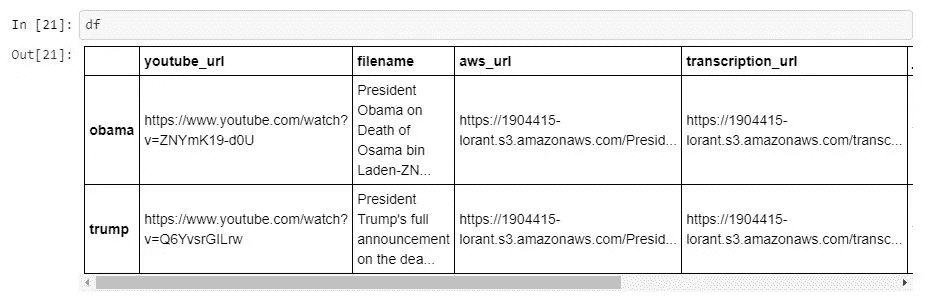 In [21]: df
Out[21]:
youtube_url filename aws_url transcription_url
obama
https://www.youtube.com/watch?
v=ZNYmK19-d0U
President
Obama on
Death of
Osama bin
Laden-ZN...
https://1904415-
lorant.s3.amazonaws.com/Presid...
https://1904415-
lorant.s3.amazonaws.com/transc...
trump
https://www.youtube.com/watch?
v=Q6YvsrGILrw
President
Trump's full
announcement
on the dea...
https://1904415-
lorant.s3.amazonaws.com/Presid...
https://1904415-
lorant.s3.amazonaws.com/transc...